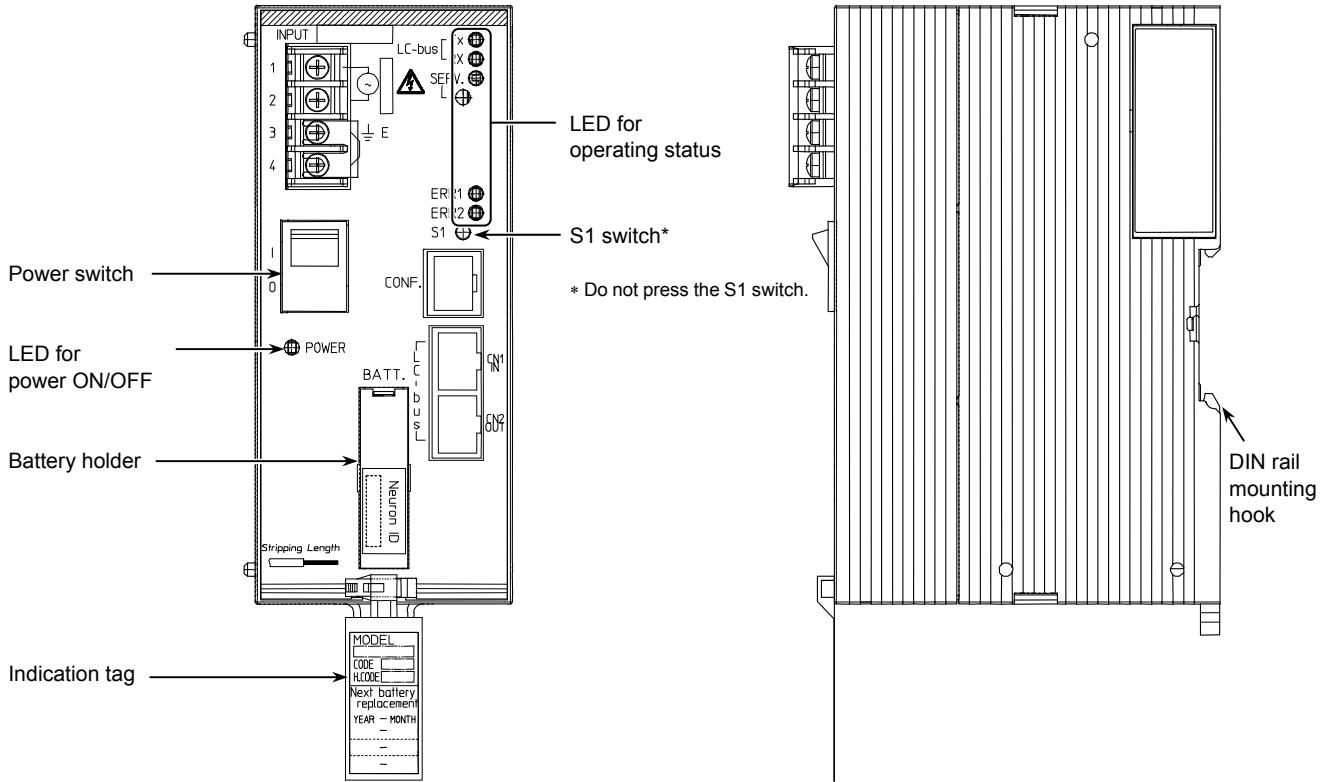 INPUT
1
2
3
4
~
E
LC-bus
TX
RX
SERV.
ERR1
ERR2
S1
LED for
operating status
S1 switch*
* Do not press the S1 switch.
Power switch
I
0
CONF.
LED for
power ON/OFF
POWER
BATT.
LC-bus
CN1
IN
CN2
OUT
Battery holder
Neuron ID
Stripping Length
Indication tag
MODEL
CODE
H.CODE
Next battery
replacement
YEAR – MONTH
–
–
–
DIN rail
mounting
hook